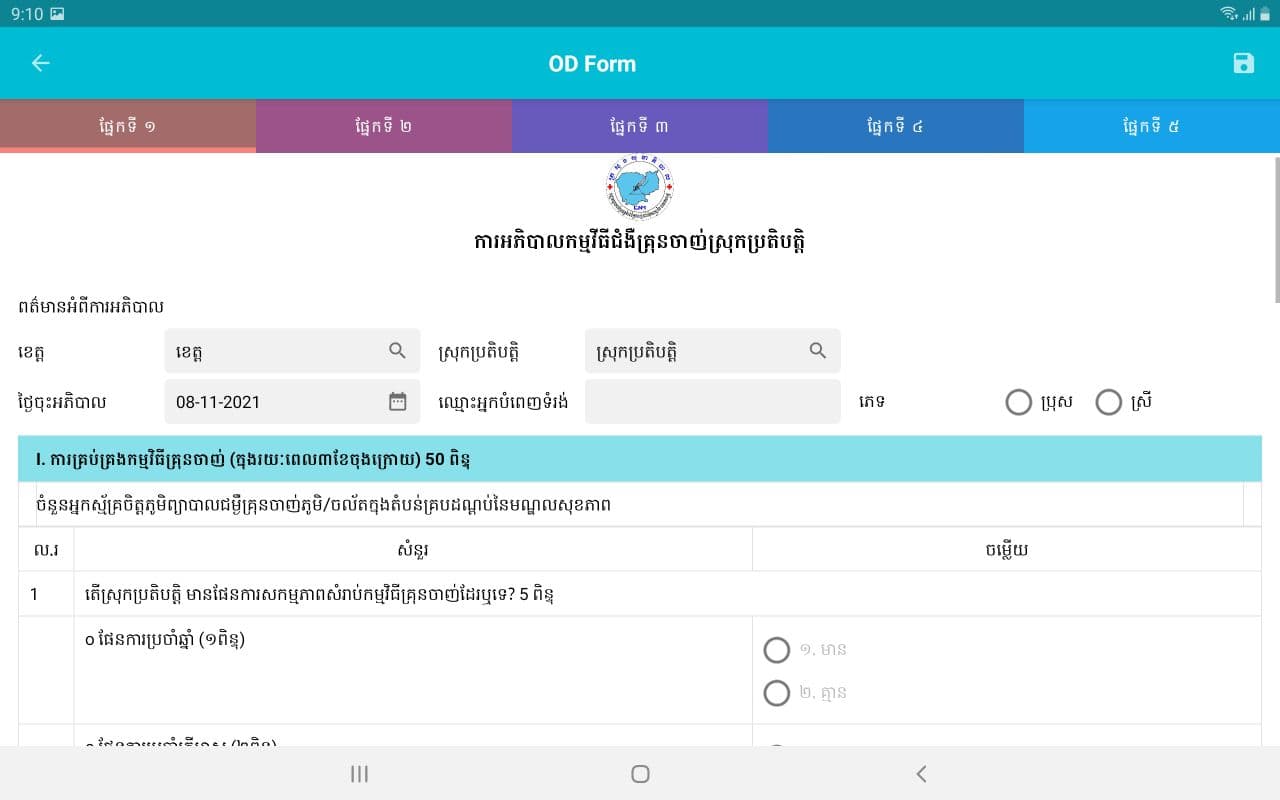 9:10
OD Form
ផ្នែកទី ១
ផ្នែកទី ២
ផ្នែកទី ៣
ផ្នែកទី ៤
ផ្នែកទី ៥
ការអភិបាលកម្មវីធីជំងឺគ្រុនចាញ់ស្រុកប្រតិបត្តិ
ពត៌មានអំពីការអភិបាល
ខេត្ត ខេត្ត ស្រុកប្រតិបត្តិ ស្រុកប្រតិបត្តិ
ថ្ងៃចុះអភិបាល 08-11-2021 ឈ្មោះអ្នកបំពេញទំរង់ ភេទ ប្រុស ស្រី
I. ការគ្រប់គ្រងកម្មវិធីគ្រុនចាញ់ (ក្នុងរយៈពេល៣ខែចុងក្រោយ) 50 ពិន្ទុ
ចំនួនអ្នកស្ម័គ្រចិត្តភូមិព្យាបាលជម្ងឺគ្រុនចាញ់ភូមិ/ចល័តក្នុងតំបន់គ្របដណ្តប់នៃមណ្ឌលសុខភាព
ល.រ សំនួរ ចម្លើយ
1 តើស្រុកប្រតិបត្តិ មានផែនការសកម្មភាពសំរាប់កម្មវិធីគ្រុនចាញ់ដែរឬទេ? 5 ពិន្ទុ
o ផែនការប្រចាំឆ្នាំ (១ពិន្ទុ)
១. មាន
២. គ្មាន